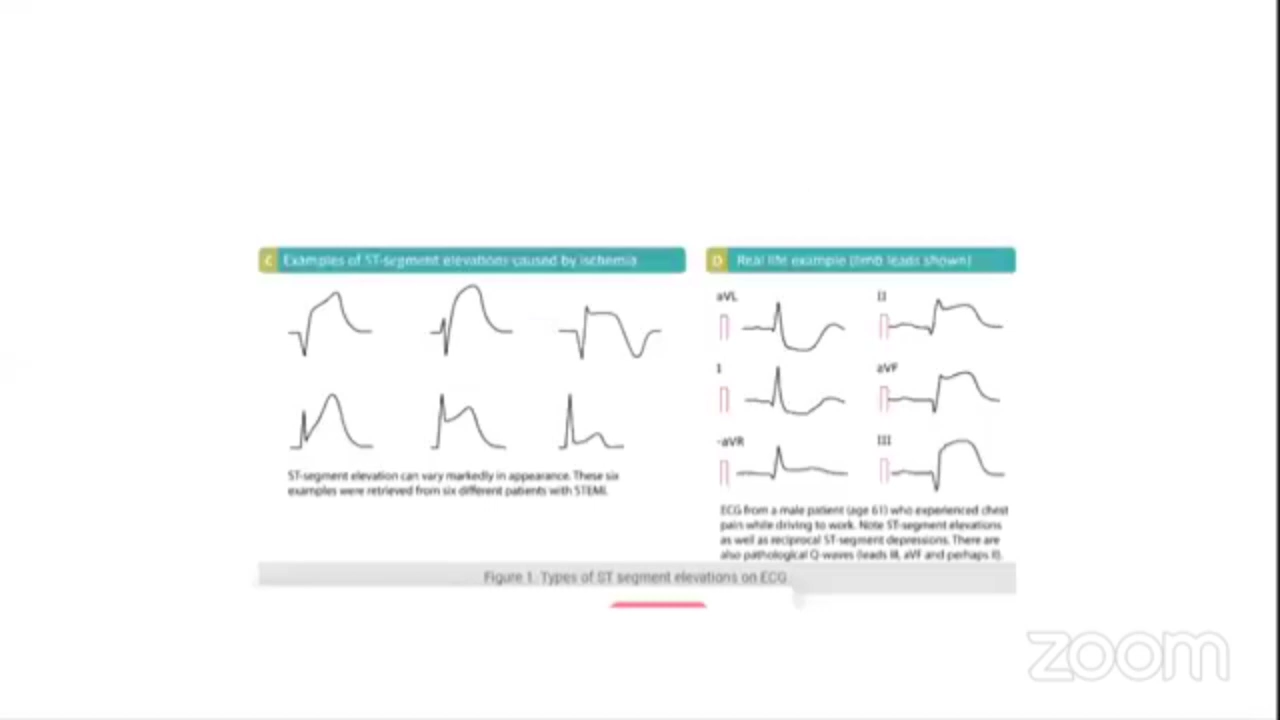 C Examples of ST-segment elevations caused by ischemia
ST-segment elevation can vary markedly in appearance. These six
examples were retrieved from six different patients with STEMI.
D Real life example (limb leads shown)
aVL
II
I
aVF
-aVR
III
ECG from a male patient (age 61) who experienced chest
pain while driving to work. Note ST-segment elevations
as well as reciprocal ST-segment depressions. There are
also pathological Q-waves (leads III, aVF and perhaps II).
Figure 1. Types of ST segment elevations on ECG
zoom